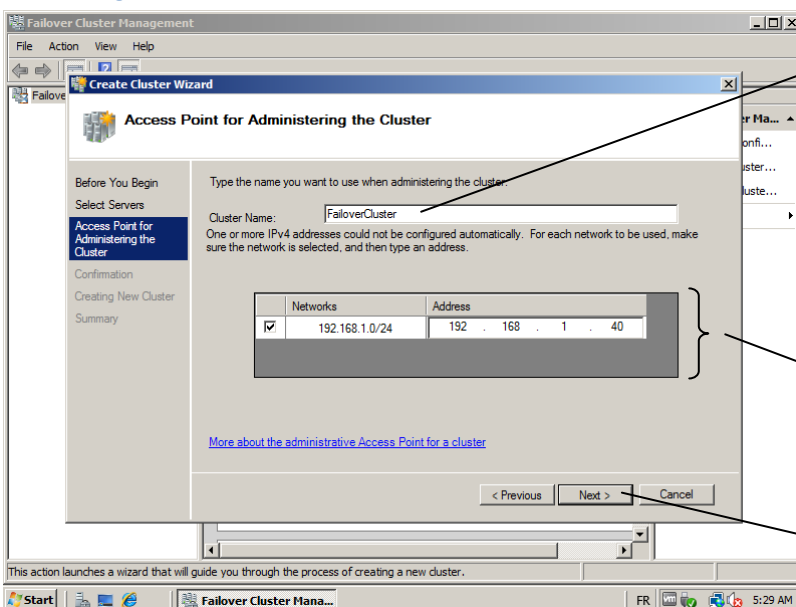 Failover Cluster Management
File Action View Help
Failove
Create Cluster Wizard
Access Point for Administering the Cluster
r Ma...
onfi...
uster...
luste...
Before You Begin
Select Servers
Access Point for
Administering the
Cluster
Confirmation
Creating New Cluster
Summary
Type the name you want to use when administering the cluster.
Cluster Name: FailoverCluster
One or more IPv4 addresses could not be configured automatically. For each network to be used, make
sure the network is selected, and then type an address.
Networks Address
192.168.1.0/24 192 . 168 . 1 . 40
More about the administrative Access Point for a cluster
< Previous Next > Cancel
This action launches a wizard that will guide you through the process of creating a new cluster.
Start Failover Cluster Mana... FR 5:29 AM